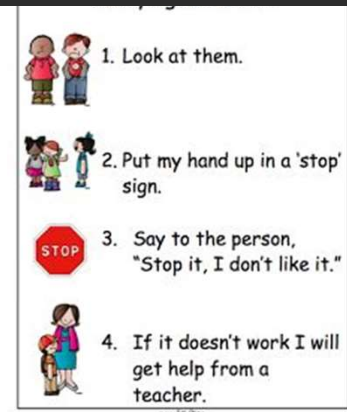 1. Look at them.
2. Put my hand up in a 'stop'
sign.
STOP
3. Say to the person,
"Stop it, I don't like it."
4. If it doesn't work I will
get help from a
teacher.